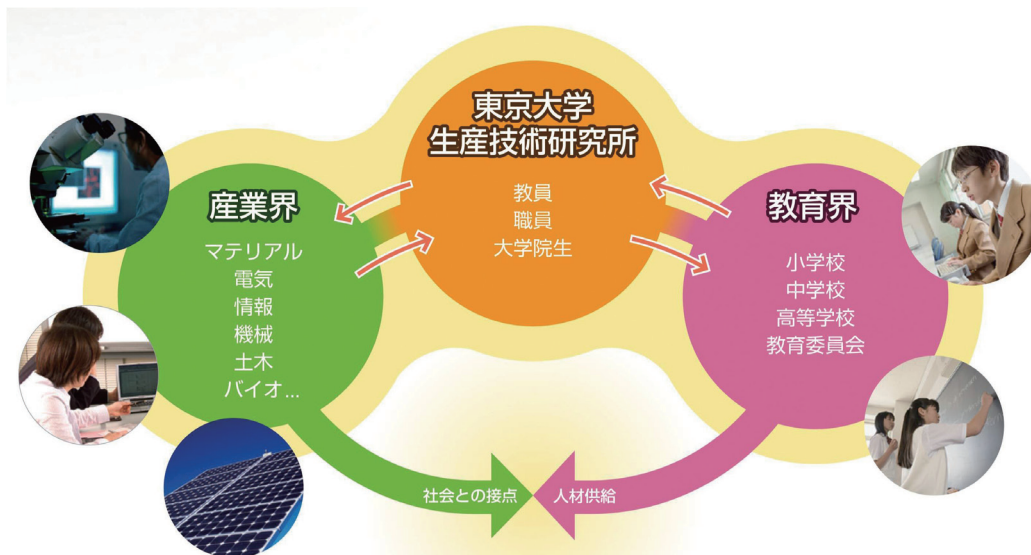 東京大学
生産技術研究所
教員
職員
大学院生
産業界
マテリアル
電気
情報
機械
土木
バイオ...
教育界
小学校
中学校
高等学校
教育委員会
社会との接点
人材供給